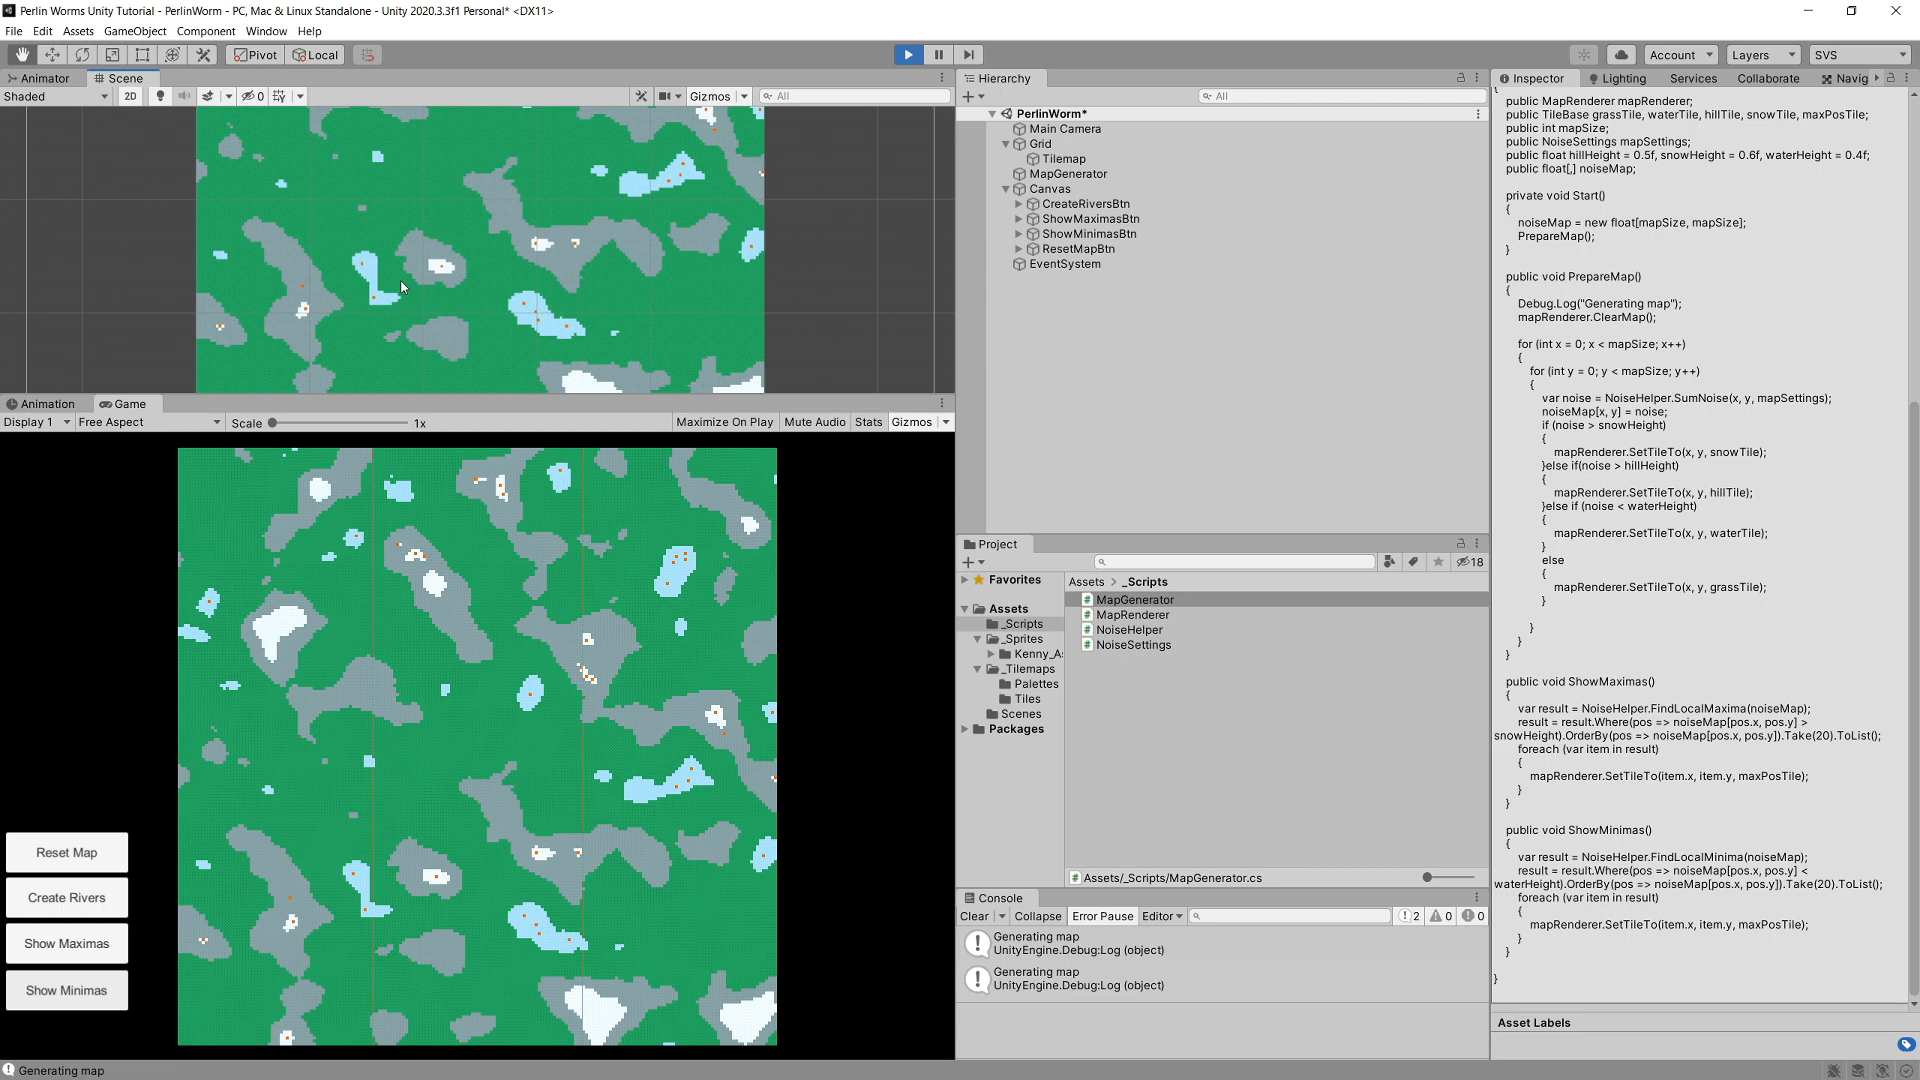 Perlin Worms Unity Tutorial - PerlinWorm - PC, Mac & Linux Standalone - Unity 2020.3.3f1 Personal* <DX11>
File Edit Assets GameObject Component Window Help
Pivot Local Account Layers SVS
Animator Scene
Shaded 2D 0 Gizmos All
Animation Game
Display 1 Free Aspect Scale 1x Maximize On Play Mute Audio Stats Gizmos
Reset Map
Create Rivers
Show Maximas
Show Minimas
Hierarchy
All
PerlinWorm*
Main Camera
Grid
Tilemap
MapGenerator
Canvas
CreateRiversBtn
ShowMaximasBtn
ShowMinimasBtn
ResetMapBtn
EventSystem
Project
18
Favorites
Assets
_Scripts
_Sprites
Kenny_A
_Tilemaps
Palettes
Tiles
Scenes
Packages
Assets > _Scripts
MapGenerator
MapRenderer
NoiseHelper
NoiseSettings
Assets/_Scripts/MapGenerator.cs
Console
Clear Collapse Error Pause Editor 2 0 0
Generating map
UnityEngine.Debug:Log (object)
Generating map
UnityEngine.Debug:Log (object)
Inspector Lighting Services Collaborate Navig
public MapRenderer mapRenderer;
public TileBase grassTile, waterTile, hillTile, snowTile, maxPosTile;
public int mapSize;
public NoiseSettings mapSettings;
public float hillHeight = 0.5f, snowHeight = 0.6f, waterHeight = 0.4f;
public float[,] noiseMap;
private void Start()
{
noiseMap = new float[mapSize, mapSize];
PrepareMap();
}
public void PrepareMap()
{
Debug.Log("Generating map");
mapRenderer.ClearMap();
for (int x = 0; x < mapSize; x++)
{
for (int y = 0; y < mapSize; y++)
{
var noise = NoiseHelper.SumNoise(x, y, mapSettings);
noiseMap[x, y] = noise;
if (noise > snowHeight)
{
mapRenderer.SetTileTo(x, y, snowTile);
}else if(noise > hillHeight)
{
mapRenderer.SetTileTo(x, y, hillTile);
}else if (noise < waterHeight)
{
mapRenderer.SetTileTo(x, y, waterTile);
}
else
{
mapRenderer.SetTileTo(x, y, grassTile);
}
}
}
}
public void ShowMaximas()
{
var result = NoiseHelper.FindLocalMaxima(noiseMap);
result = result.Where(pos => noiseMap[pos.x, pos.y] >
snowHeight).OrderBy(pos => noiseMap[pos.x, pos.y]).Take(20).ToList();
foreach (var item in result)
{
mapRenderer.SetTileTo(item.x, item.y, maxPosTile);
}
}
public void ShowMinimas()
{
var result = NoiseHelper.FindLocalMinima(noiseMap);
result = result.Where(pos => noiseMap[pos.x, pos.y] <
waterHeight).OrderBy(pos => noiseMap[pos.x, pos.y]).Take(20).ToList();
foreach (var item in result)
{
mapRenderer.SetTileTo(item.x, item.y, maxPosTile);
}
}
}
Asset Labels
Generating map